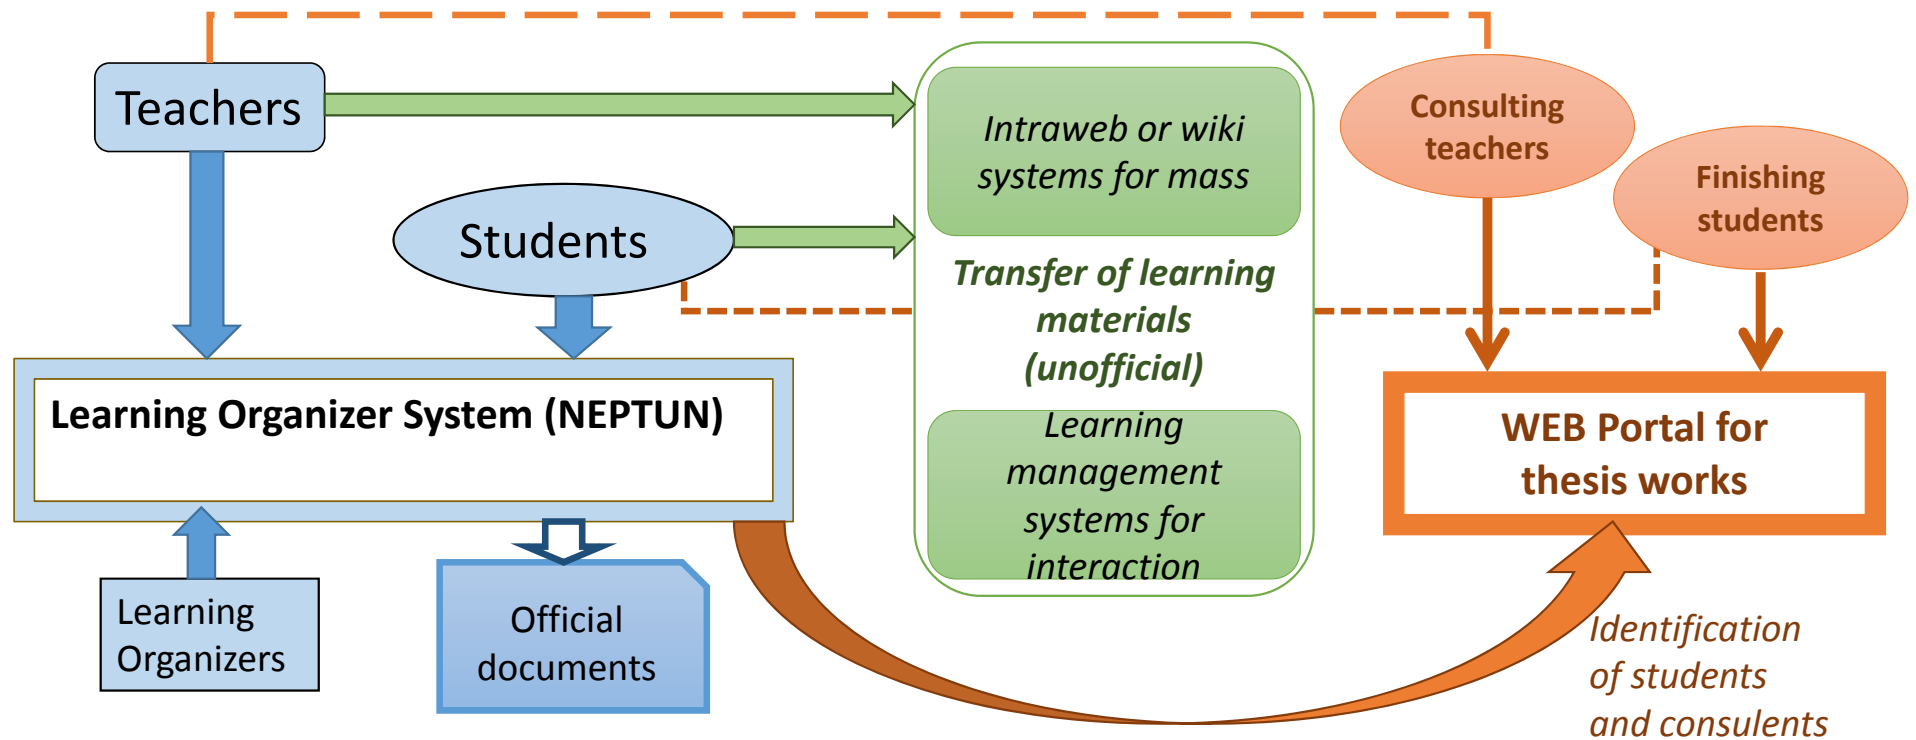 Teachers
Students
Intraweb or wiki
systems for mass
Transfer of learning
materials
(unofficial)
Learning
management
systems for
interaction
Consulting
teachers
Finishing
students
Learning Organizer System (NEPTUN)
WEB Portal for
thesis works
Learning
Organizers
Official
documents
Identification
of students
and consulents